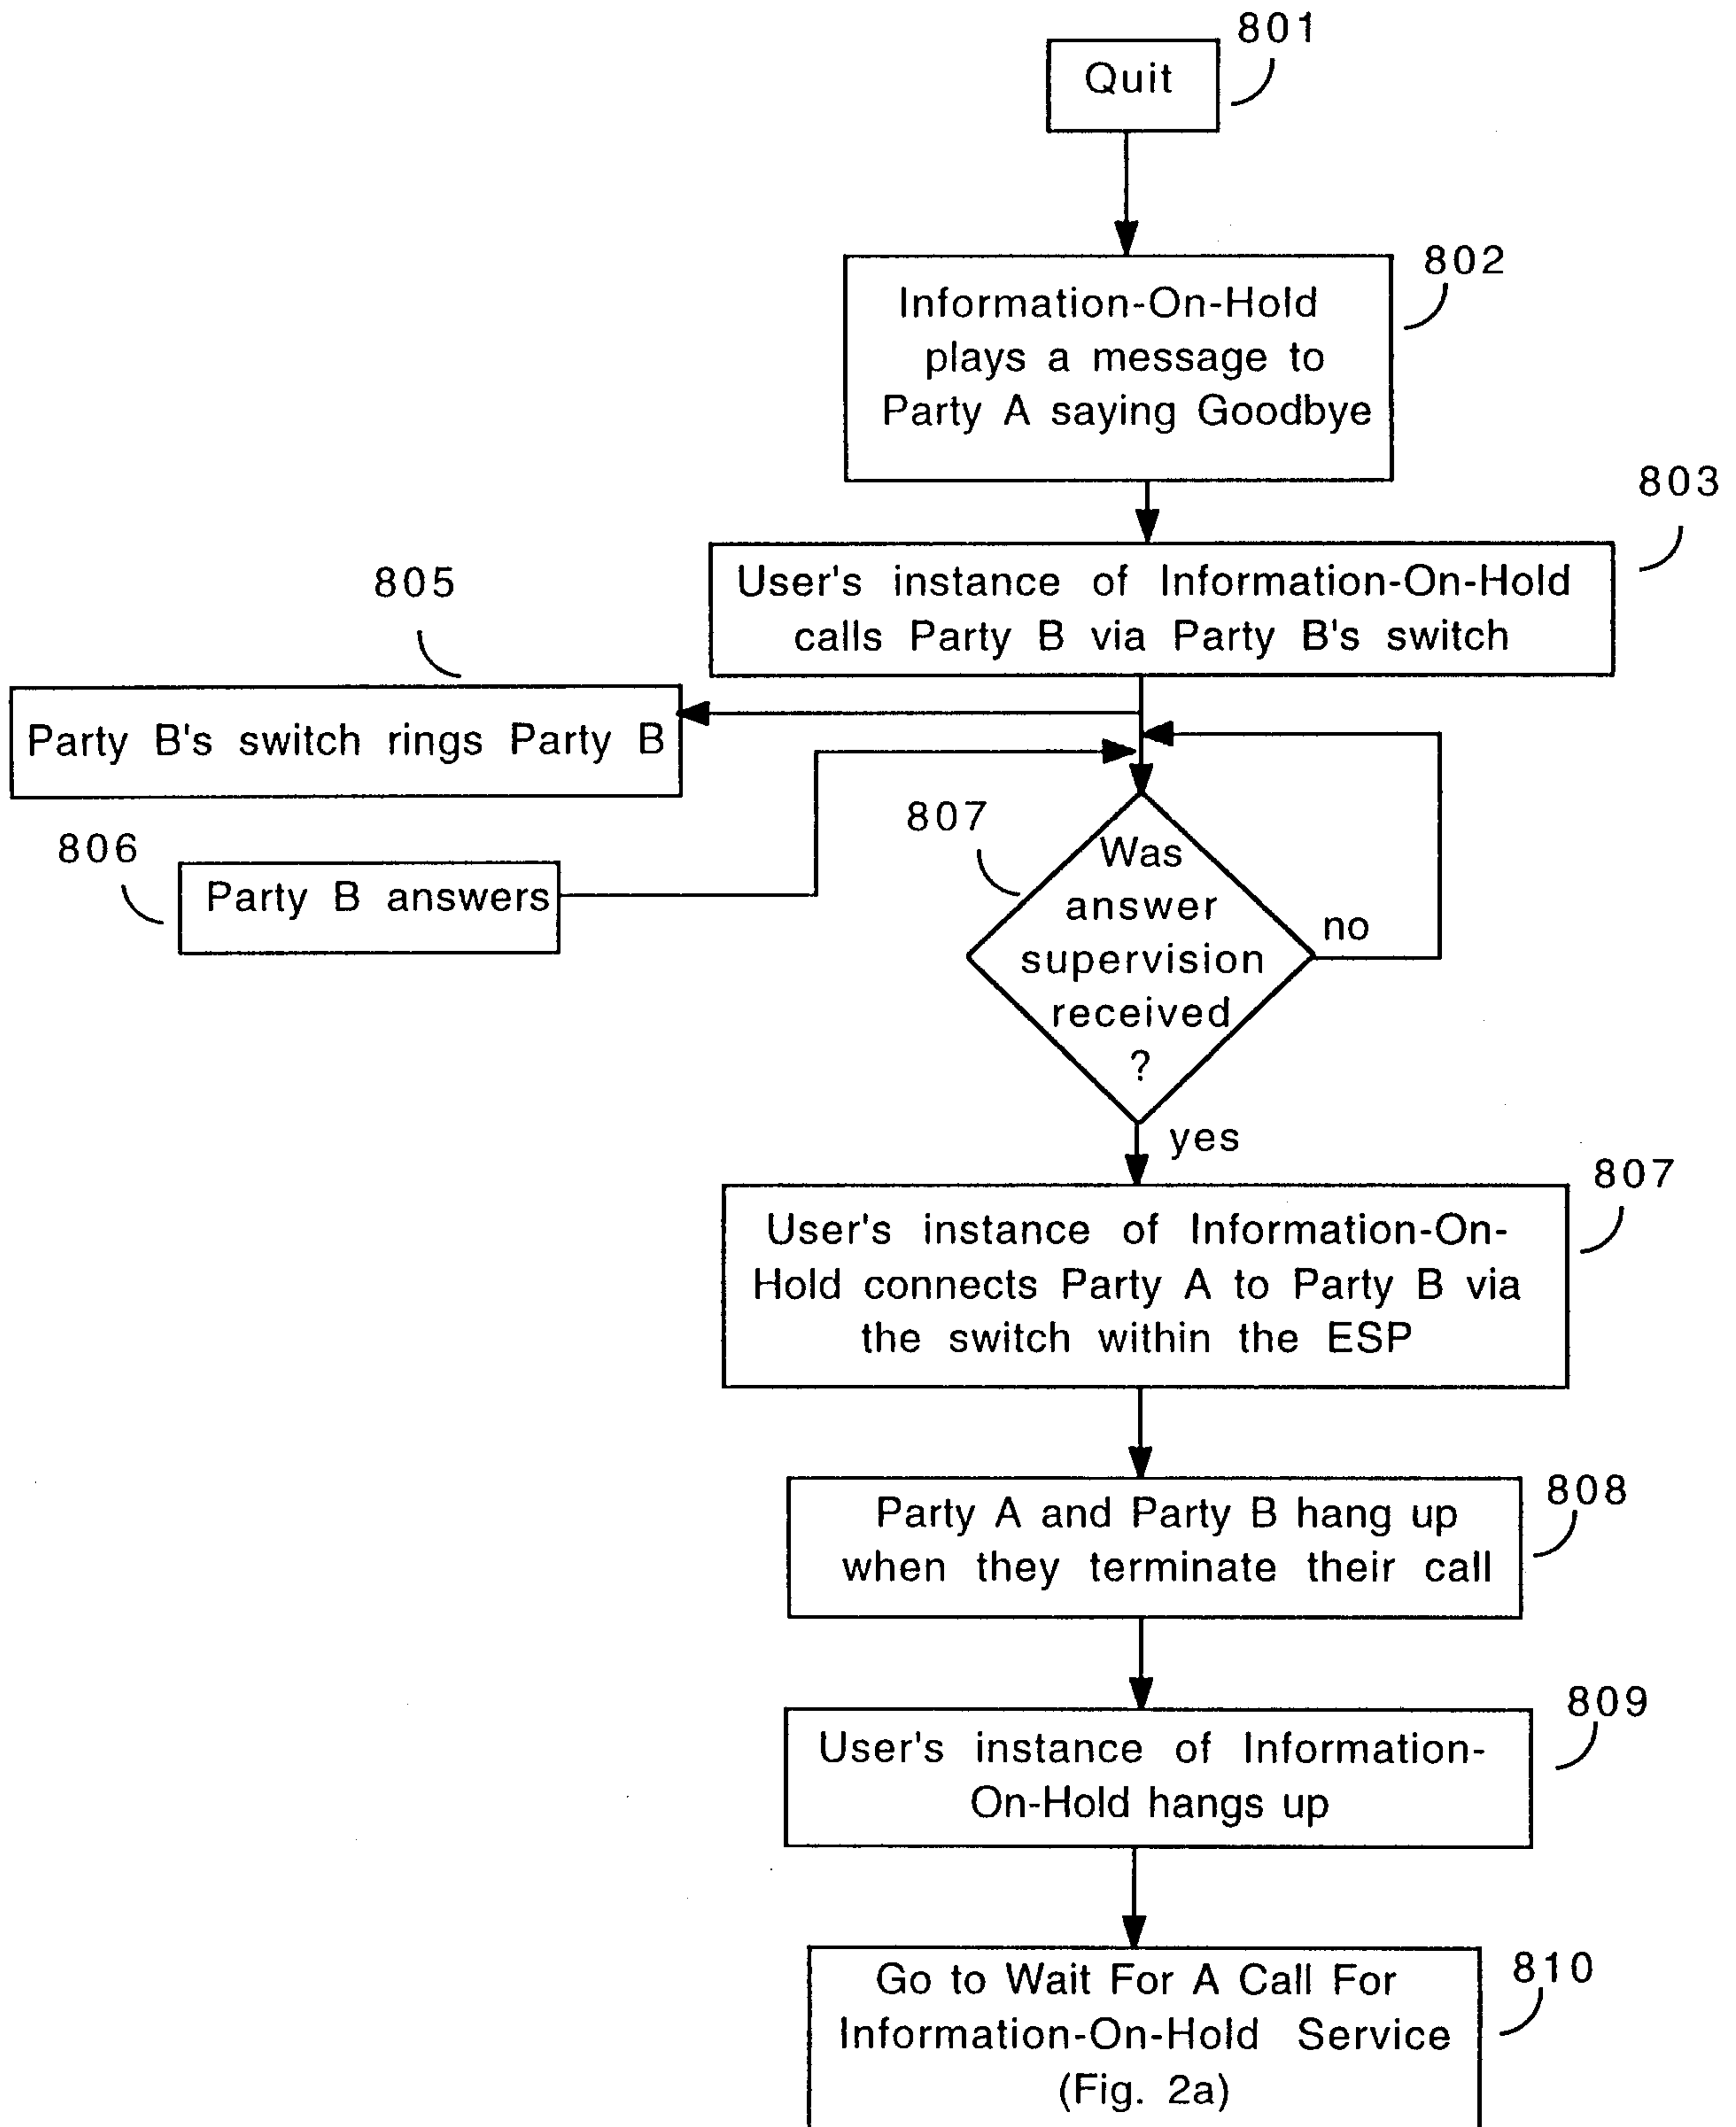 801
Quit
802
Information-On-Hold
plays a message to
Party A saying Goodbye
803
User's instance of Information-On-Hold
calls Party B via Party B's switch
805
Party B's switch rings Party B
806
Party B answers
807
Was
answer
supervision
received
?
no
yes
807
User's instance of Information-On-
Hold connects Party A to Party B via
the switch within the ESP
808
Party A and Party B hang up
when they terminate their call
809
User's instance of Information-
On-Hold hangs up
810
Go to Wait For A Call For
Information-On-Hold Service
(Fig. 2a)